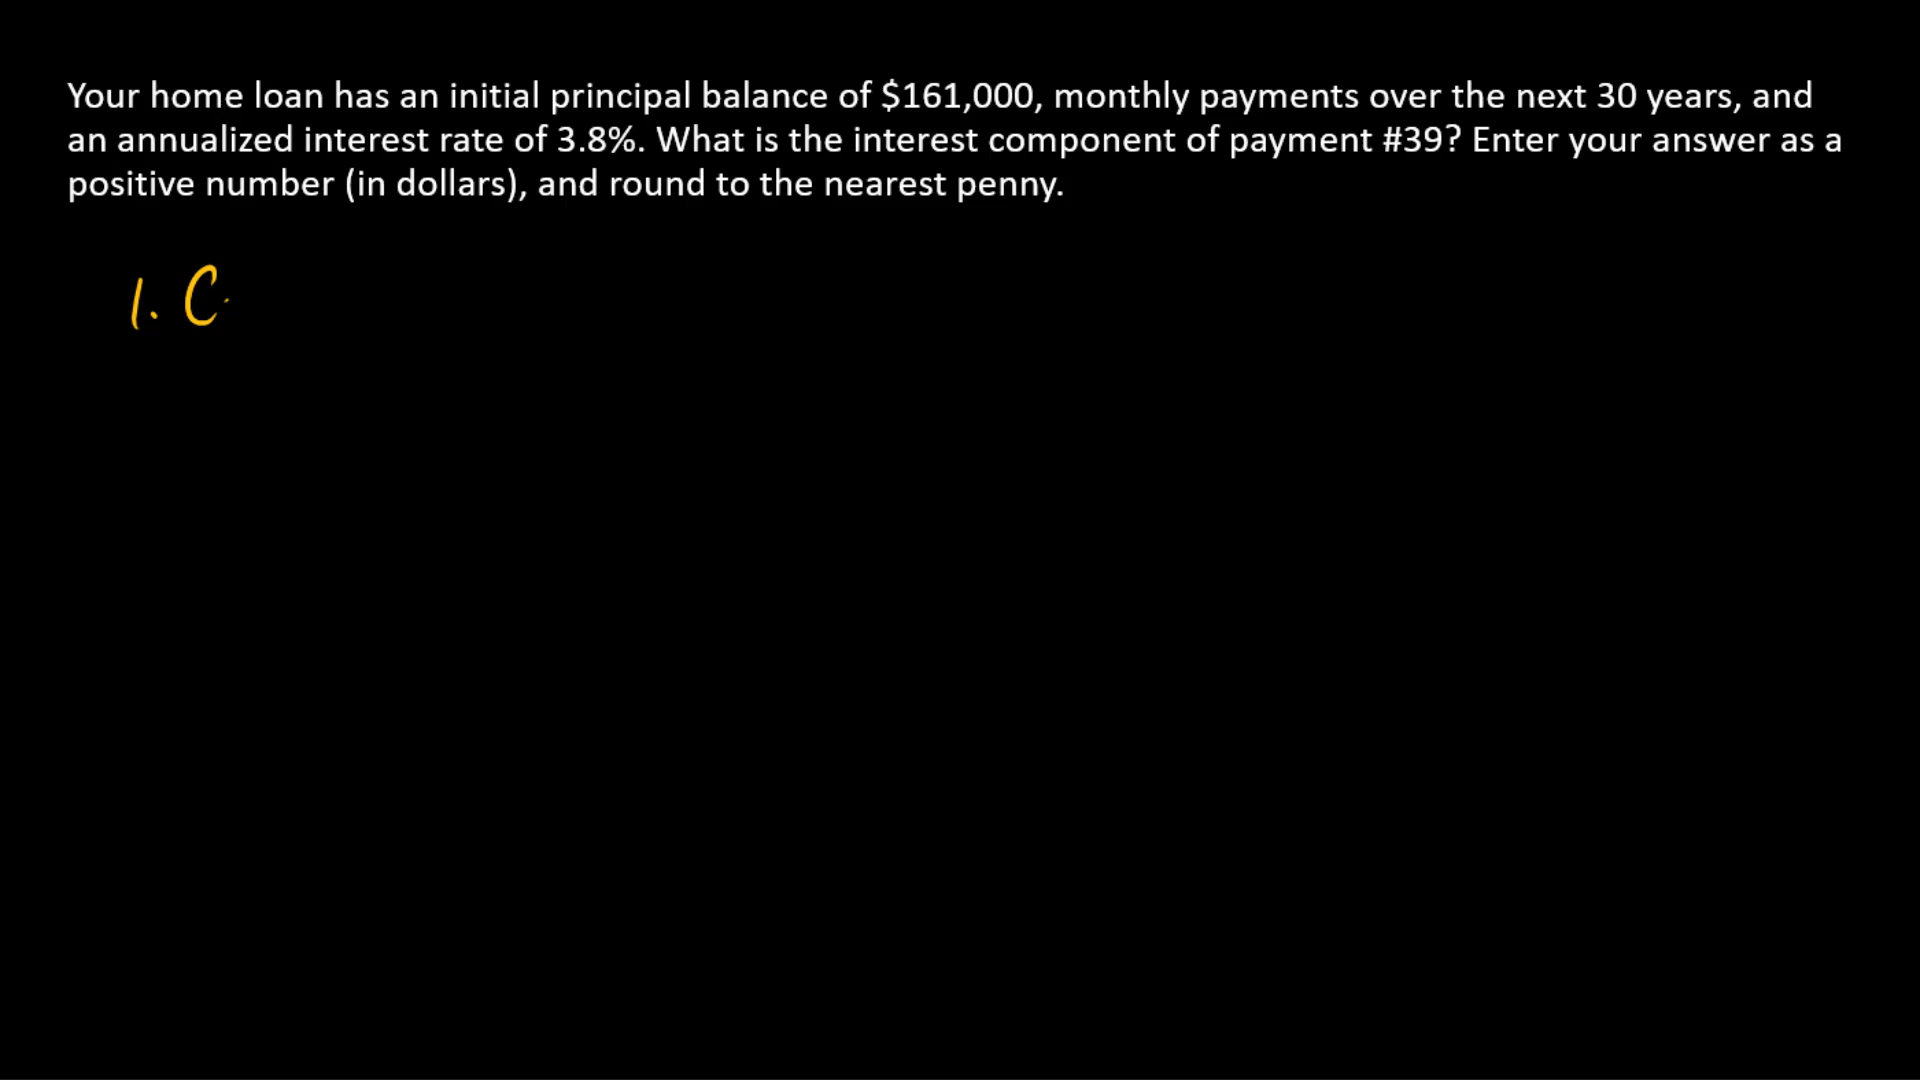 Your home loan has an initial principal balance of $161,000, monthly payments over the next 30 years, and
an annualized interest rate of 3.8%. What is the interest component of payment #39? Enter your answer as a
positive number (in dollars), and round to the nearest penny.
1. C